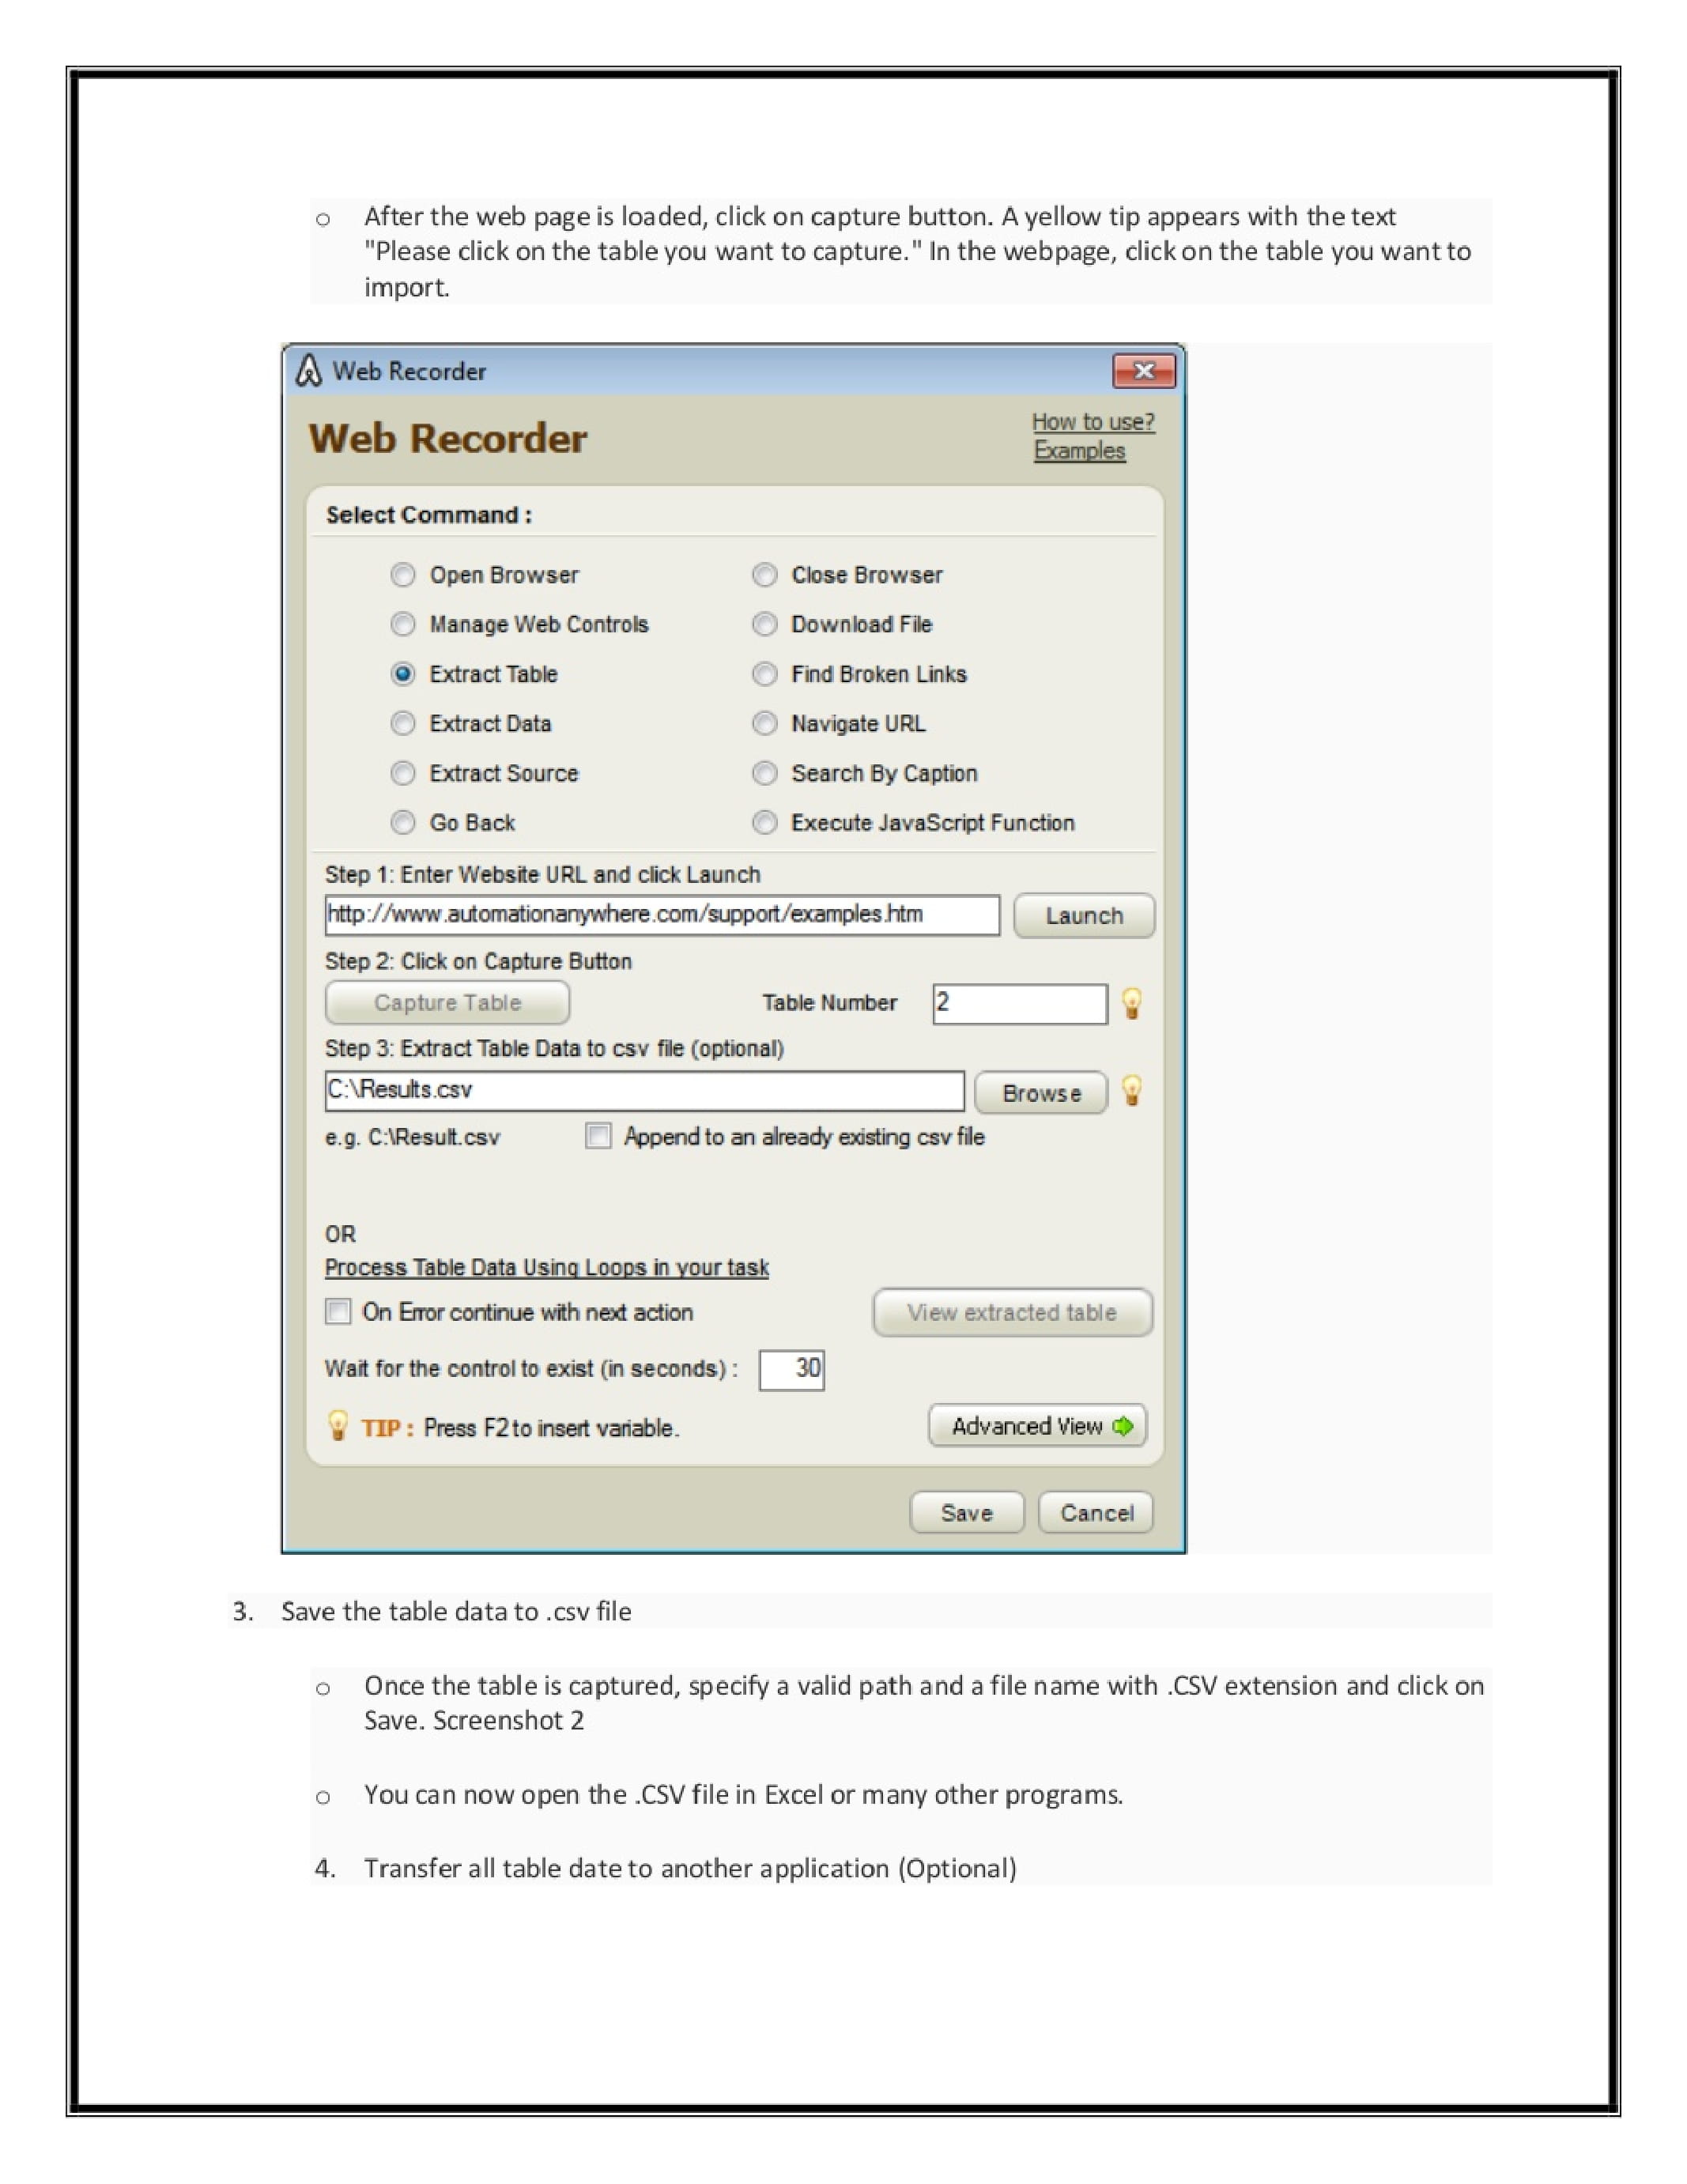 o After the web page is loaded, click on capture button. A yellow tip appears with the text
"Please click on the table you want to capture." In the webpage, click on the table you want to
import.
Web Recorder
Web Recorder
How to use?
Examples
Select Command :
Open Browser
Close Browser
Manage Web Controls
Download File
Extract Table
Find Broken Links
Extract Data
Navigate URL
Extract Source
Search By Caption
Go Back
Execute JavaScript Function
Step 1: Enter Website URL and click Launch
http://www.automationanywhere.com/support/examples.htm
Launch
Step 2: Click on Capture Button
Capture Table
Table Number
2
Step 3: Extract Table Data to csv file (optional)
C:\Results.csv
Browse
e.g. C:\Result.csv
Append to an already existing csv file
OR
Process Table Data Using Loops in your task
On Error continue with next action
View extracted table
Wait for the control to exist (in seconds) :
30
TIP : Press F2 to insert variable.
Advanced View
Save
Cancel
3. Save the table data to .csv file
o Once the table is captured, specify a valid path and a file name with .CSV extension and click on
Save. Screenshot 2
o You can now open the .CSV file in Excel or many other programs.
4. Transfer all table date to another application (Optional)